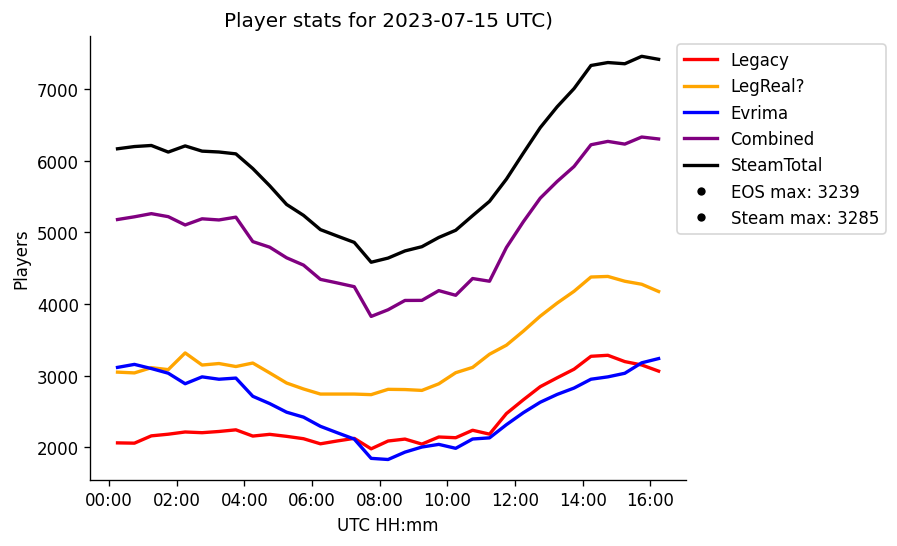 Player stats for 2023-07-15 UTC)
Legacy
LegReal?
Evrima
Combined
SteamTotal
EOS max: 3239
Steam max: 3285
Players
7000
6000
5000
4000
3000
2000
00:00 02:00 04:00 06:00 08:00 10:00 12:00 14:00 16:00
UTC HH:mm